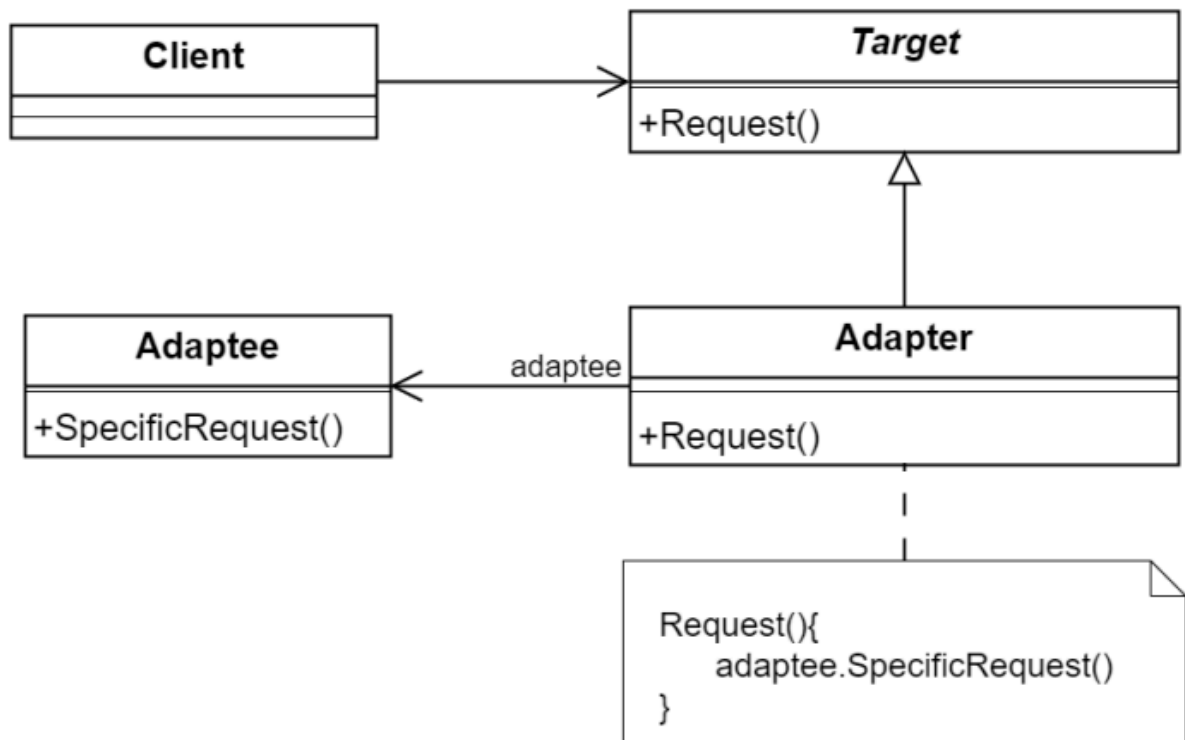 Client
Target
+Request()
Adaptee
+SpecificRequest()
adaptee
Adapter
+Request()
Request(){
adaptee.SpecificRequest()
}